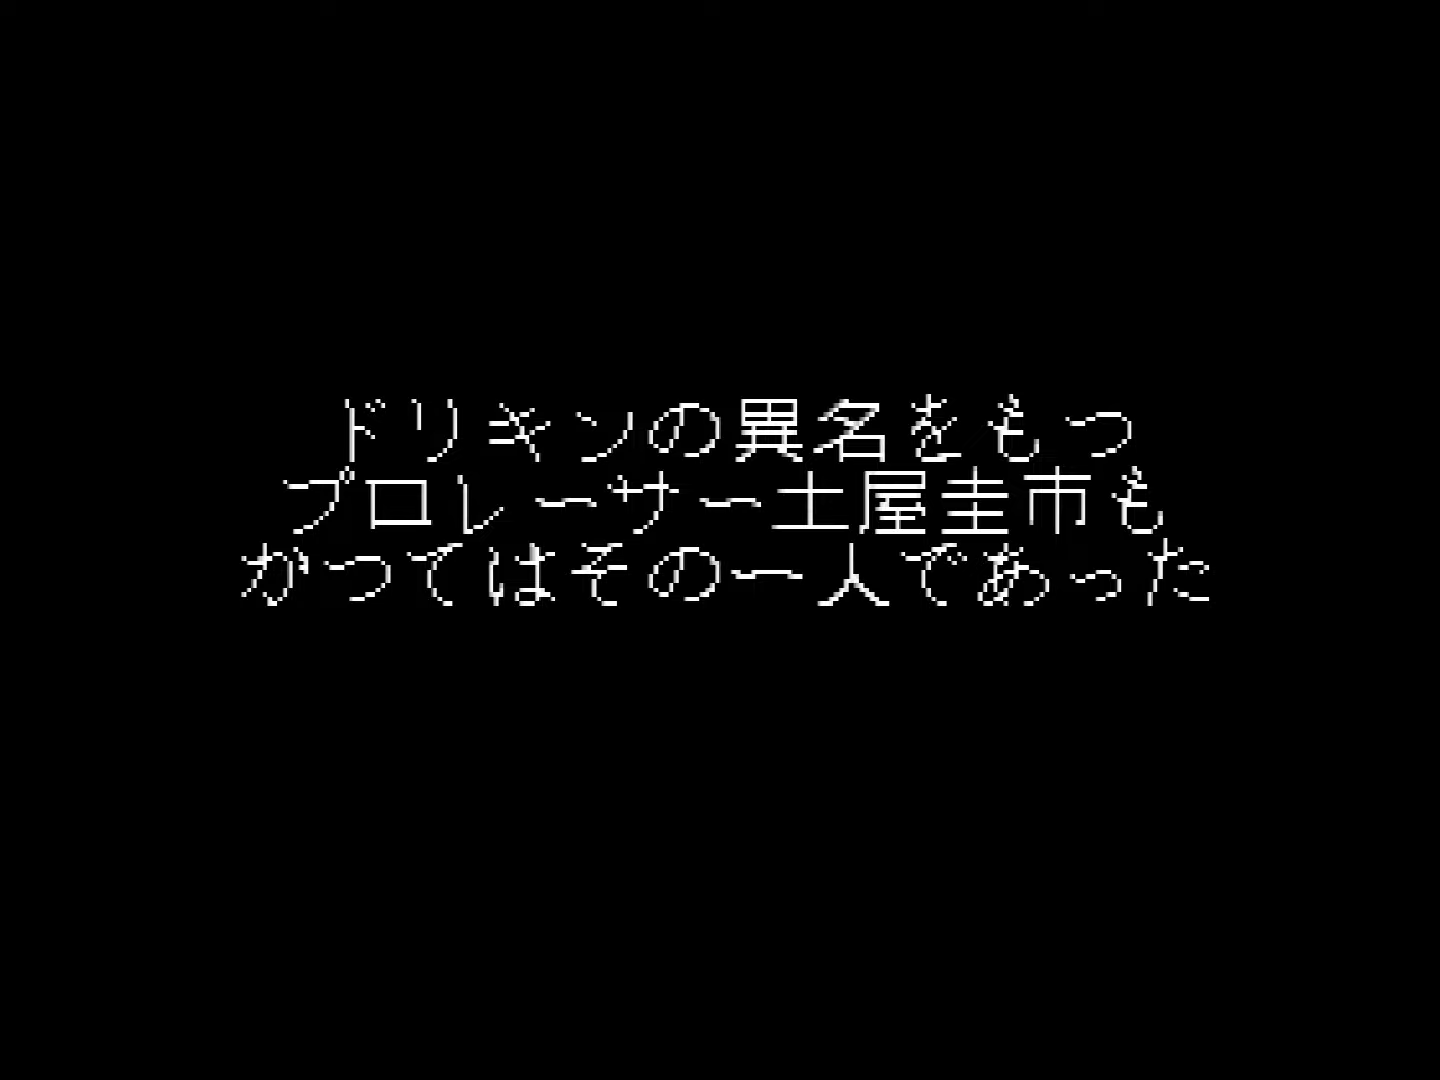 ドリキンの異名をもつ
プロレーサー土屋圭市も
かつてはその一人であった